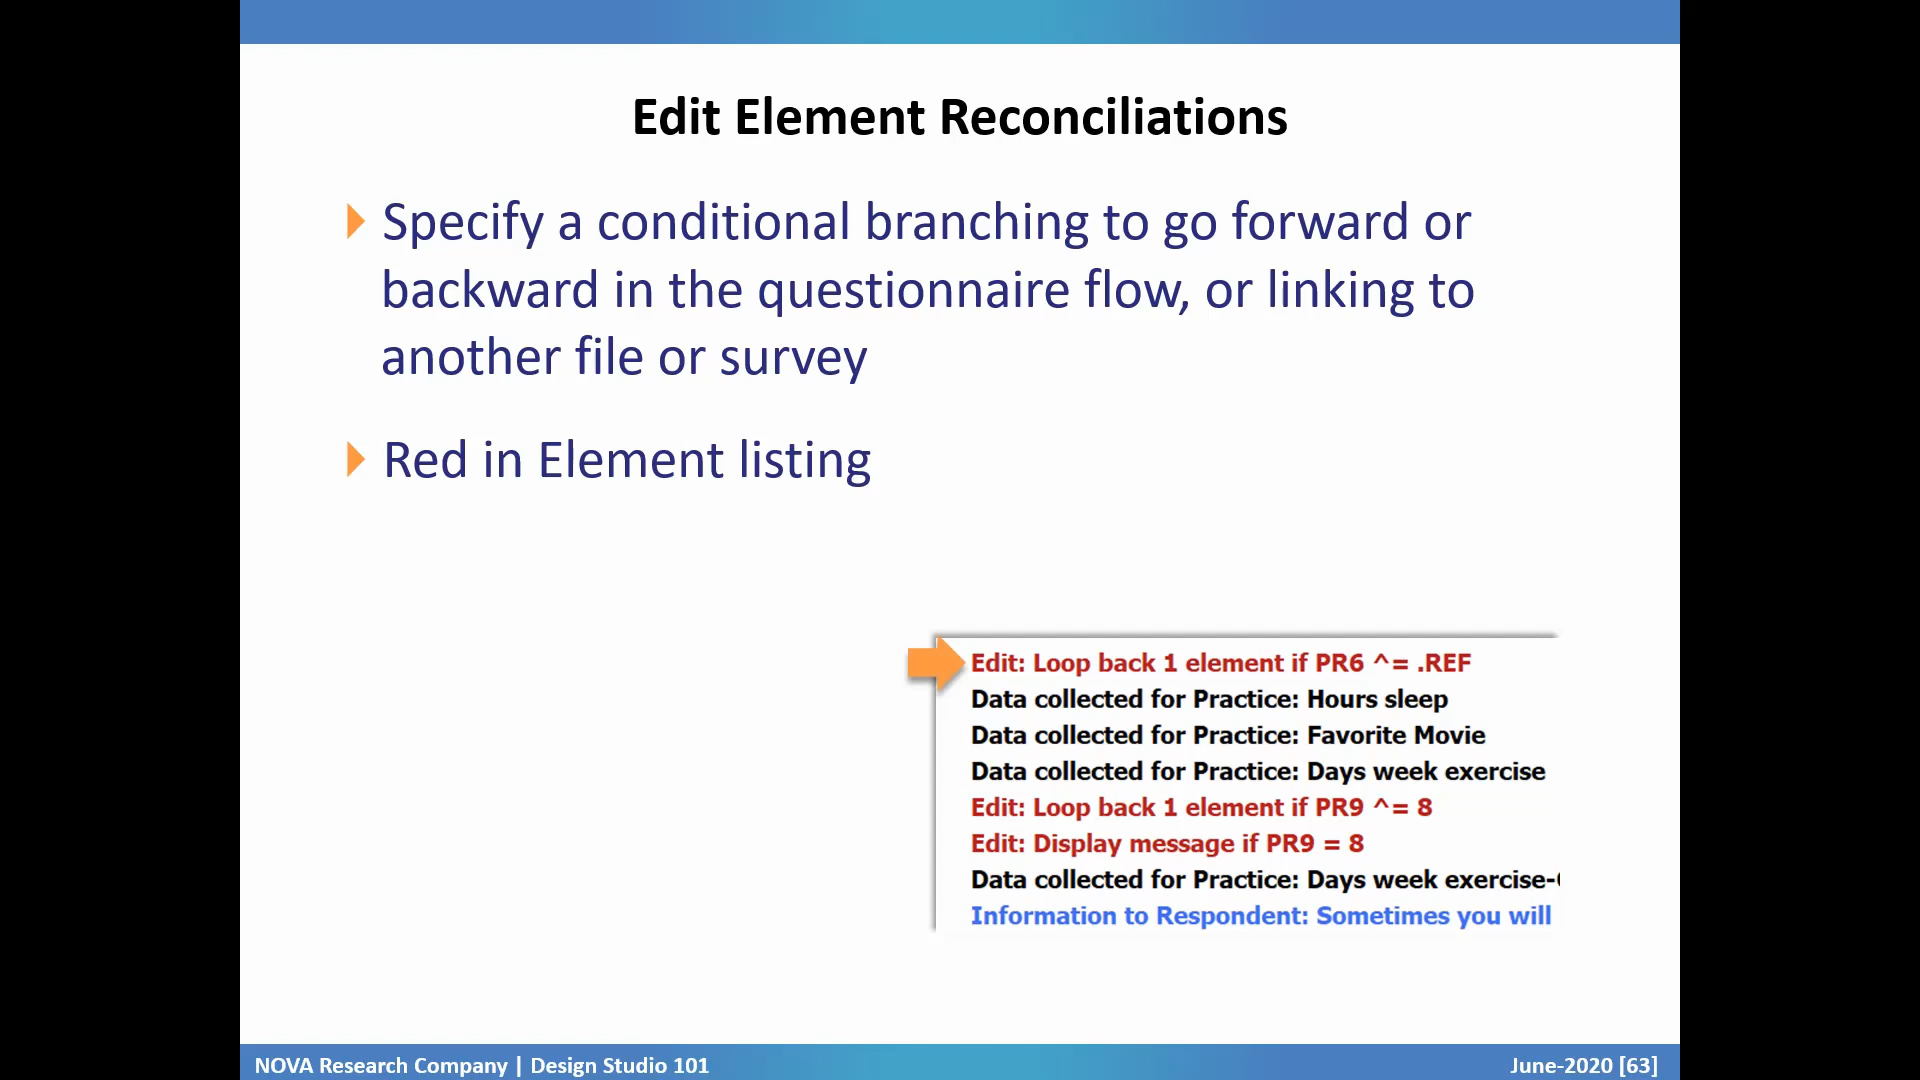 Edit Element Reconciliations
Specify a conditional branching to go forward or
backward in the questionnaire flow, or linking to
another file or survey
Red in Element listing
Edit: Loop back 1 element if PR6 ^= .REF
Data collected for Practice: Hours sleep
Data collected for Practice: Favorite Movie
Data collected for Practice: Days week exercise
Edit: Loop back 1 element if PR9 ^= 8
Edit: Display message if PR9 = 8
Data collected for Practice: Days week exercise-
Information to Respondent: Sometimes you will
NOVA Research Company | Design Studio 101
June-2020 [63]